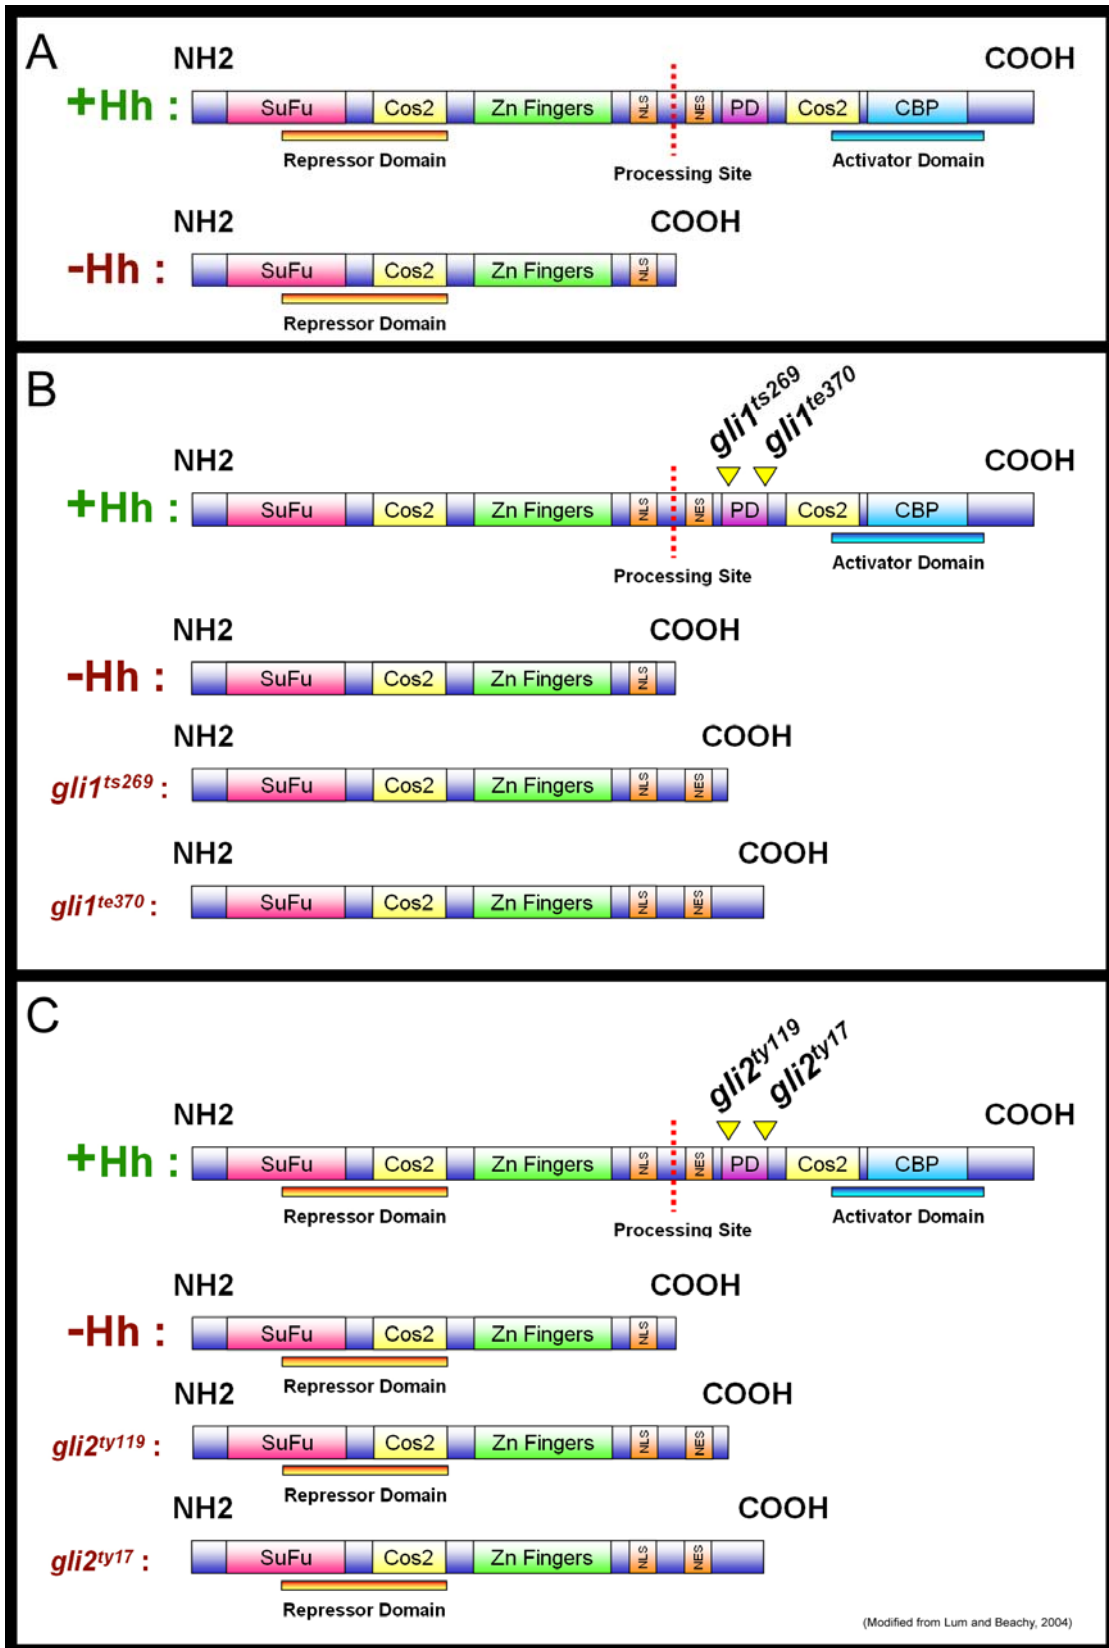 A
NH2 COOH
+Hh : SuFu Cos2 Zn Fingers NLS NES PD Cos2 CBP
Repressor Domain Processing Site Activator Domain
NH2 COOH
-Hh : SuFu Cos2 Zn Fingers NLS
Repressor Domain
B
gli1ts269 gli1te370
NH2 COOH
+Hh : SuFu Cos2 Zn Fingers NLS NES PD Cos2 CBP
Processing Site Activator Domain
NH2 COOH
-Hh : SuFu Cos2 Zn Fingers NLS
NH2 COOH
gli1ts269 : SuFu Cos2 Zn Fingers NLS NES
NH2 COOH
gli1te370 : SuFu Cos2 Zn Fingers NLS NES
C
gli2ty119 gli2ty17
NH2 COOH
+Hh : SuFu Cos2 Zn Fingers NLS NES PD Cos2 CBP
Repressor Domain Processing Site Activator Domain
NH2 COOH
-Hh : SuFu Cos2 Zn Fingers NLS
Repressor Domain
NH2 COOH
gli2ty119 : SuFu Cos2 Zn Fingers NLS NES
Repressor Domain
NH2 COOH
gli2ty17 : SuFu Cos2 Zn Fingers NLS NES
Repressor Domain
(Modified from Lum and Beachy, 2004)